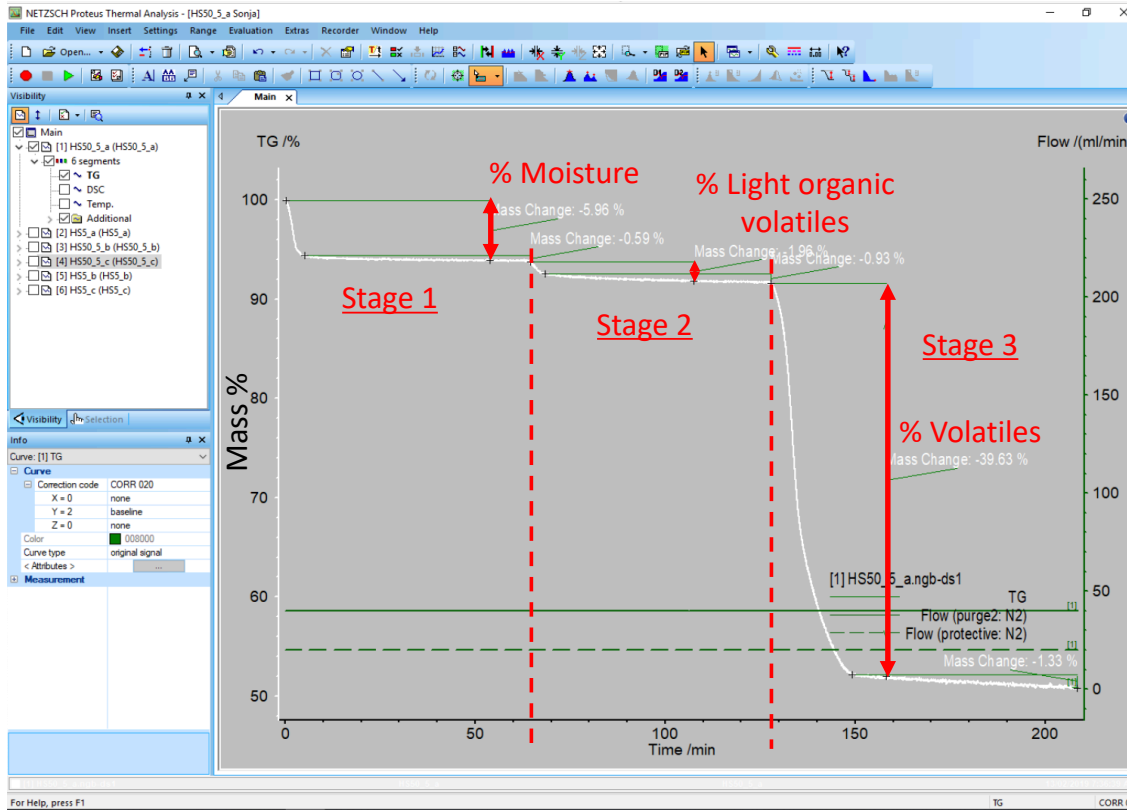 NETZSCH Proteus Thermal Analysis - [HS50_5_a Sonja]
File Edit View Insert Settings Range Evaluation Extras Recorder Window Help
Open...
Visibility
Main
Main
[1] HS50_5_a (HS50_5_a)
6 segments
TG
DSC
Temp.
Additional
[2] HS5_a (HS5_a)
[3] HS50_5_b (HS50_5_b)
[4] HS50_5_c (HS50_5_c)
[5] HS5_b (HS5_b)
[6] HS5_c (HS5_c)
Visibility Selection
Info
Curve: [1] TG
Curve
Correction code CORR 020
X = 0 none
Y = 2 baseline
Z = 0 none
Color 008000
Curve type original signal
< Attributes > ...
Measurement
TG /%
Flow /(ml/min
% Moisture
% Light organic
volatiles
Mass Change: -5.96 %
Mass Change: -0.59 %
Mass Change: -1.96 %
Mass Change: -0.93 %
Stage 1
Stage 2
Stage 3
% Volatiles
Mass Change: -39.63 %
[1] HS50_5_a.ngb-ds1
TG
Flow (purge2: N2)
Flow (protective: N2)
Mass Change: -1.33 %
[1]
[1]
[1]
Mass %
100
90
80
70
60
50
250
200
150
100
50
0
0 50 100 150 200
Time /min
For Help, press F1
TG
CORR